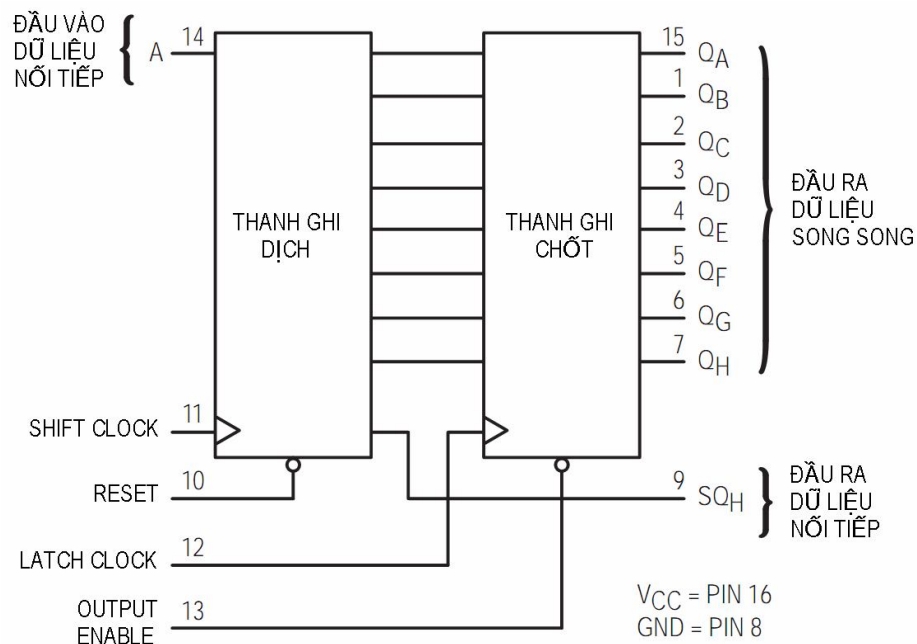 ĐẦU VÀO
DỮ LIỆU
NỐI TIẾP
A
14
15
QA
1
QB
2
QC
3
QD
4
QE
5
QF
6
QG
7
QH
THANH GHI
DỊCH
THANH GHI
CHỐT
ĐẦU RA
DỮ LIỆU
SONG SONG
SHIFT CLOCK
11
RESET
10
9
SQH
ĐẦU RA
DỮ LIỆU
NỐI TIẾP
LATCH CLOCK
12
OUTPUT
ENABLE
13
VCC = PIN 16
GND = PIN 8